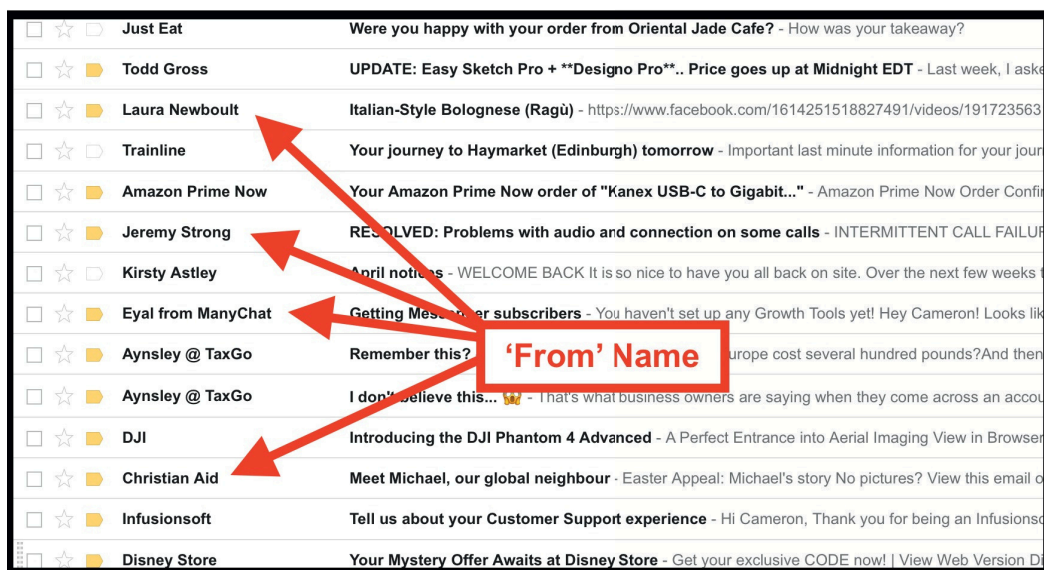 Just Eat Were you happy with your order from Oriental Jade Cafe? - How was your takeaway?
Todd Gross UPDATE: Easy Sketch Pro + **Designo Pro**.. Price goes up at Midnight EDT - Last week, I aske
Laura Newboult Italian-Style Bolognese (Ragù) - https://www.facebook.com/1614251518827491/videos/191723563
Trainline Your journey to Haymarket (Edinburgh) tomorrow - Important last minute information for your jour
Amazon Prime Now Your Amazon Prime Now order of "Kanex USB-C to Gigabit..." - Amazon Prime Now Order Confir
Jeremy Strong RESOLVED: Problems with audio and connection on some calls - INTERMITTENT CALL FAILUR
Kirsty Astley April notices - WELCOME BACK It is so nice to have you all back on site. Over the next few weeks t
Eyal from ManyChat Getting Messenger subscribers - You haven't set up any Growth Tools yet! Hey Cameron! Looks lik
Aynsley @ TaxGo Remember this? urope cost several hundred pounds?And then
'From' Name
Aynsley @ TaxGo I don't believe this... 😱 - That's what business owners are saying when they come across an accou
DJI Introducing the DJI Phantom 4 Advanced - A Perfect Entrance into Aerial Imaging View in Browser
Christian Aid Meet Michael, our global neighbour - Easter Appeal: Michael's story No pictures? View this email o
Infusionsoft Tell us about your Customer Support experience - Hi Cameron, Thank you for being an Infusionso
Disney Store Your Mystery Offer Awaits at Disney Store - Get your exclusive CODE now! | View Web Version Di